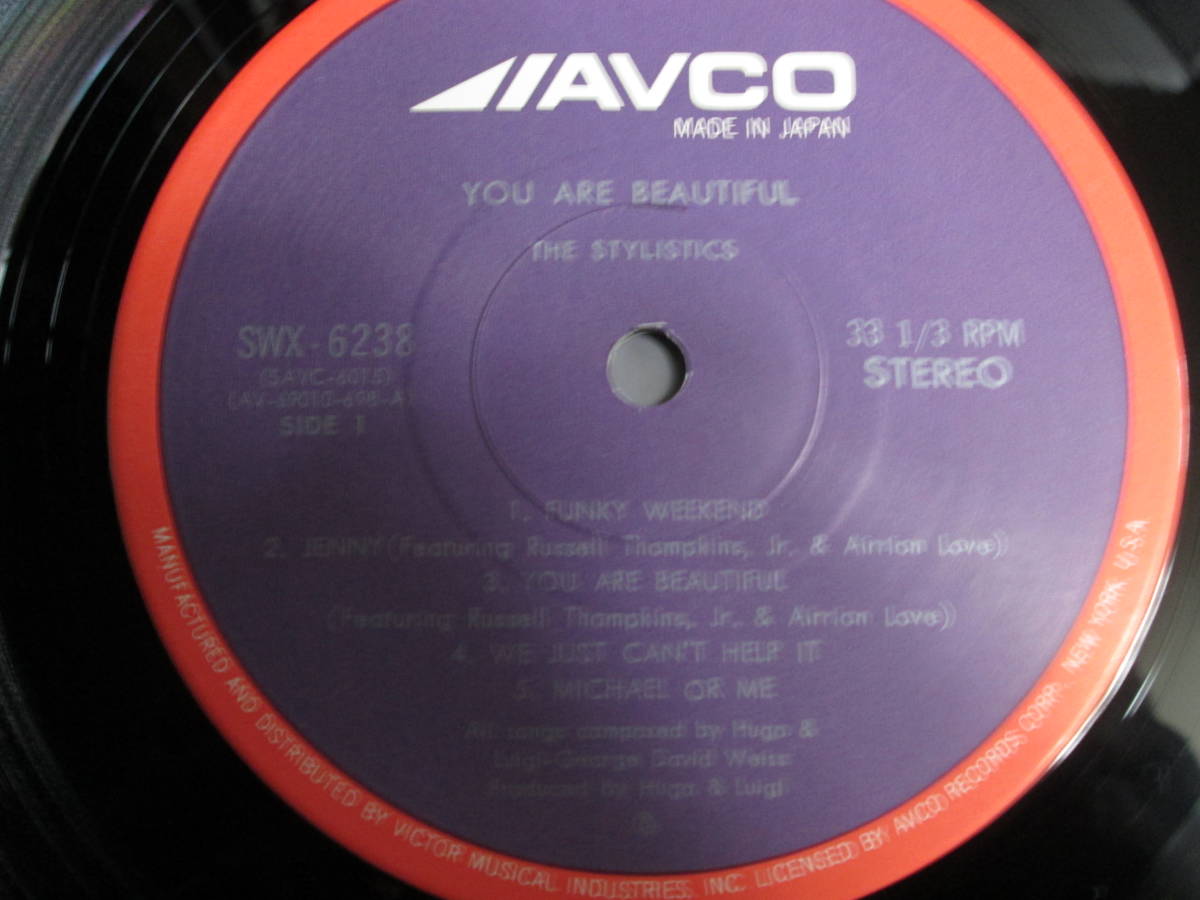 AVCO
MADE IN JAPAN
YOU ARE BEAUTIFUL
THE STYLISTICS
SWX-6238
33 1/3 RPM
STEREO
SIDE 1
1. FUNKY WEEKEND
2. JENNY (Featuring Russell Thompkins, Jr. & Airrion Love)
3. YOU ARE BEAUTIFUL
(Featuring Russell Thompkins, Jr. & Airrion Love)
4. WE JUST CAN'T HELP IT
5. MICHAEL OR ME
All songs composed by Hugo &
Luigi-George David Weiss
Produced by Hugo & Luigi
Ⓟ
MANUFACTURED AND DISTRIBUTED BY VICTOR MUSICAL INDUSTRIES, INC. LICENSED BY AVCO RECORDS CORP. NEW YORK U.S.A.